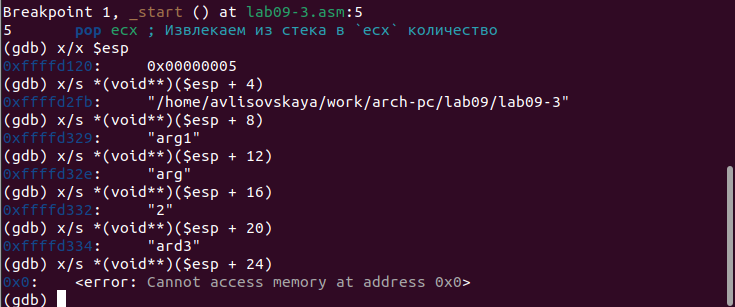 Breakpoint 1, _start () at lab09-3.asm:5
5 pop ecx ; Извлекаем из стека в `ecx` количество
(gdb) x/x $esp
0xffffd120: 0x00000005
(gdb) x/s *(void**)($esp + 4)
0xffffd2fb: "/home/avlisovskaya/work/arch-pc/lab09/lab09-3"
(gdb) x/s *(void**)($esp + 8)
0xffffd329: "arg1"
(gdb) x/s *(void**)($esp + 12)
0xffffd32e: "arg"
(gdb) x/s *(void**)($esp + 16)
0xffffd332: "2"
(gdb) x/s *(void**)($esp + 20)
0xffffd334: "ard3"
(gdb) x/s *(void**)($esp + 24)
0x0: <error: Cannot access memory at address 0x0>
(gdb)